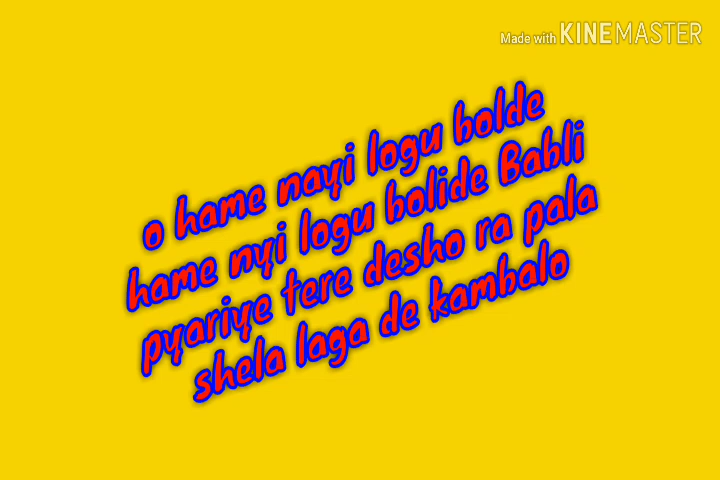 Made with KINEMASTER
o hame nayi logu bolde
hame nyi logu bolide Babli
pyariye tere desho ra pala
shela laga de kambalo